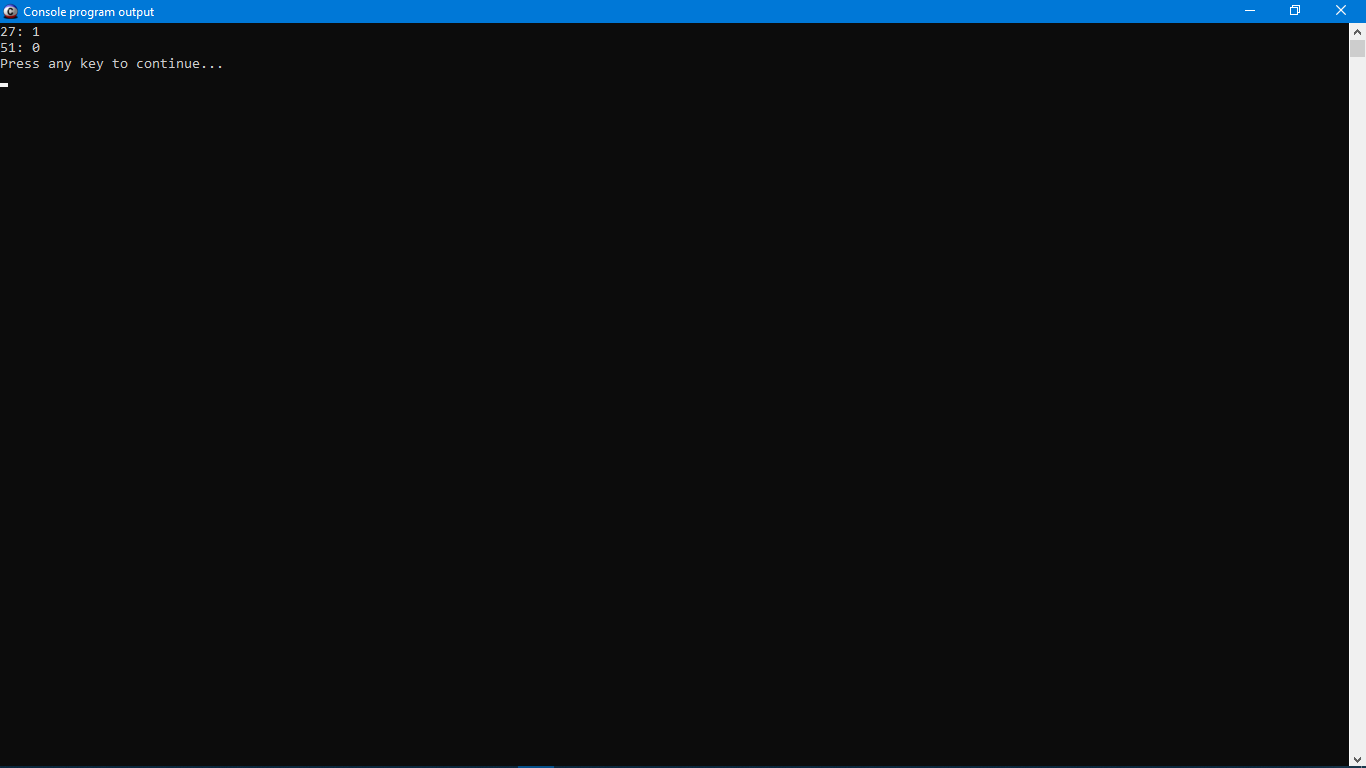 Console program output
27: 1
51: 0
Press any key to continue...